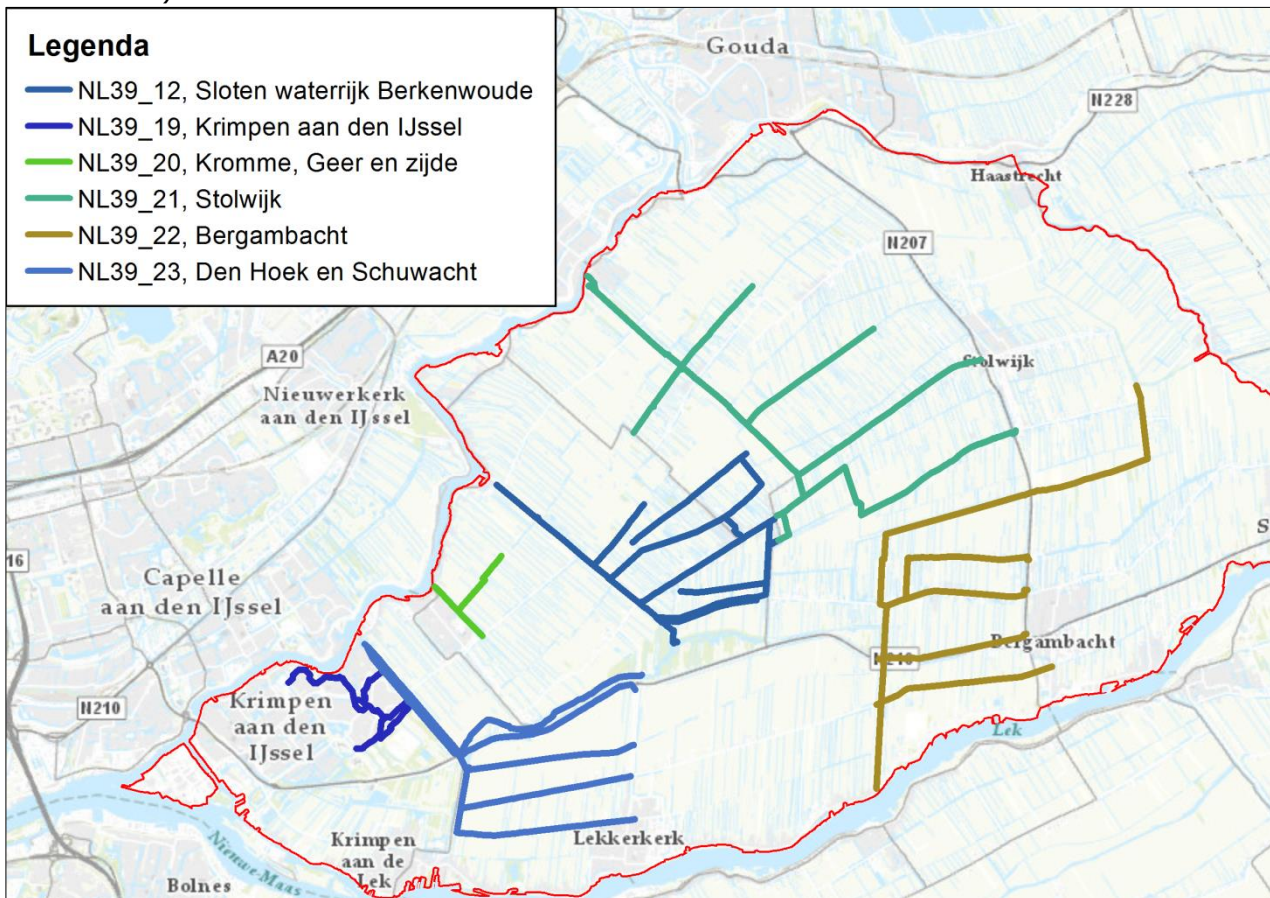 Legenda
NL39_12, Sloten waterrijk Berkenwoude
NL39_19, Krimpen aan den IJssel
NL39_20, Kromme, Geer en zijde
NL39_21, Stolwijk
NL39_22, Bergambacht
NL39_23, Den Hoek en Schuwacht
Gouda
N228
Haastrecht
N207
A20
Stolwijk
Nieuwerkerk
aan den IJssel
S
16
Capelle
aan den IJssel
Bergambacht
N210
Krimpen
aan den
IJssel
Lek
Krimpen
aan de
Lek
Lekkerkerk
Nieuwe-Maas
Bolnes